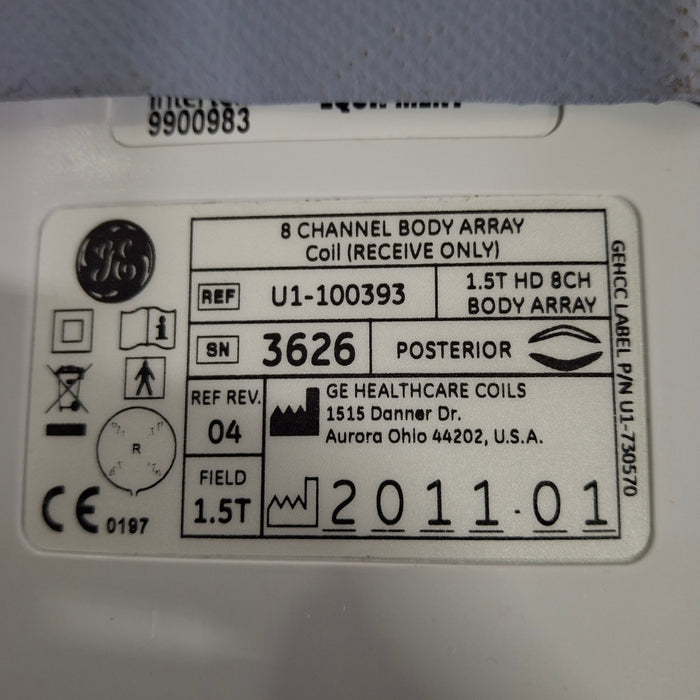 9900983
GE
8 CHANNEL BODY ARRAY
Coil (RECEIVE ONLY)
REF U1-100393
1.5T HD 8CH
BODY ARRAY
SN 3626
POSTERIOR
REF REV.
04
GE HEALTHCARE COILS
1515 Danner Dr.
Aurora Ohio 44202, U.S.A.
FIELD
1.5T
2011-01
i
R
CE 0197
GEHCC LABEL P/N U1-730570